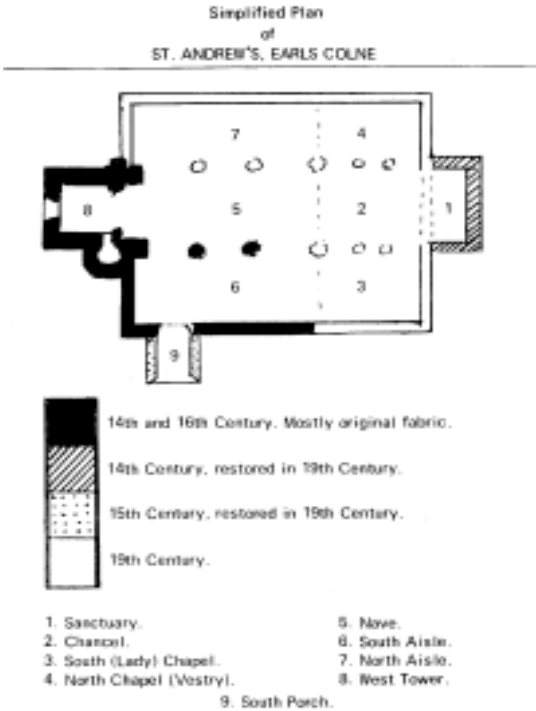 Simplified Plan
of
ST. ANDREW'S, EARLS COLNE
7
4
8
5
2
1
6
3
9
14th and 16th Century. Mostly original fabric.
14th Century, restored in 19th Century.
15th Century, restored in 19th Century.
19th Century.
1. Sanctuary.
2. Chancel.
3. South (Lady) Chapel.
4. North Chapel (Vestry).
5. Nave.
6. South Aisle.
7. North Aisle.
8. West Tower.
9. South Porch.